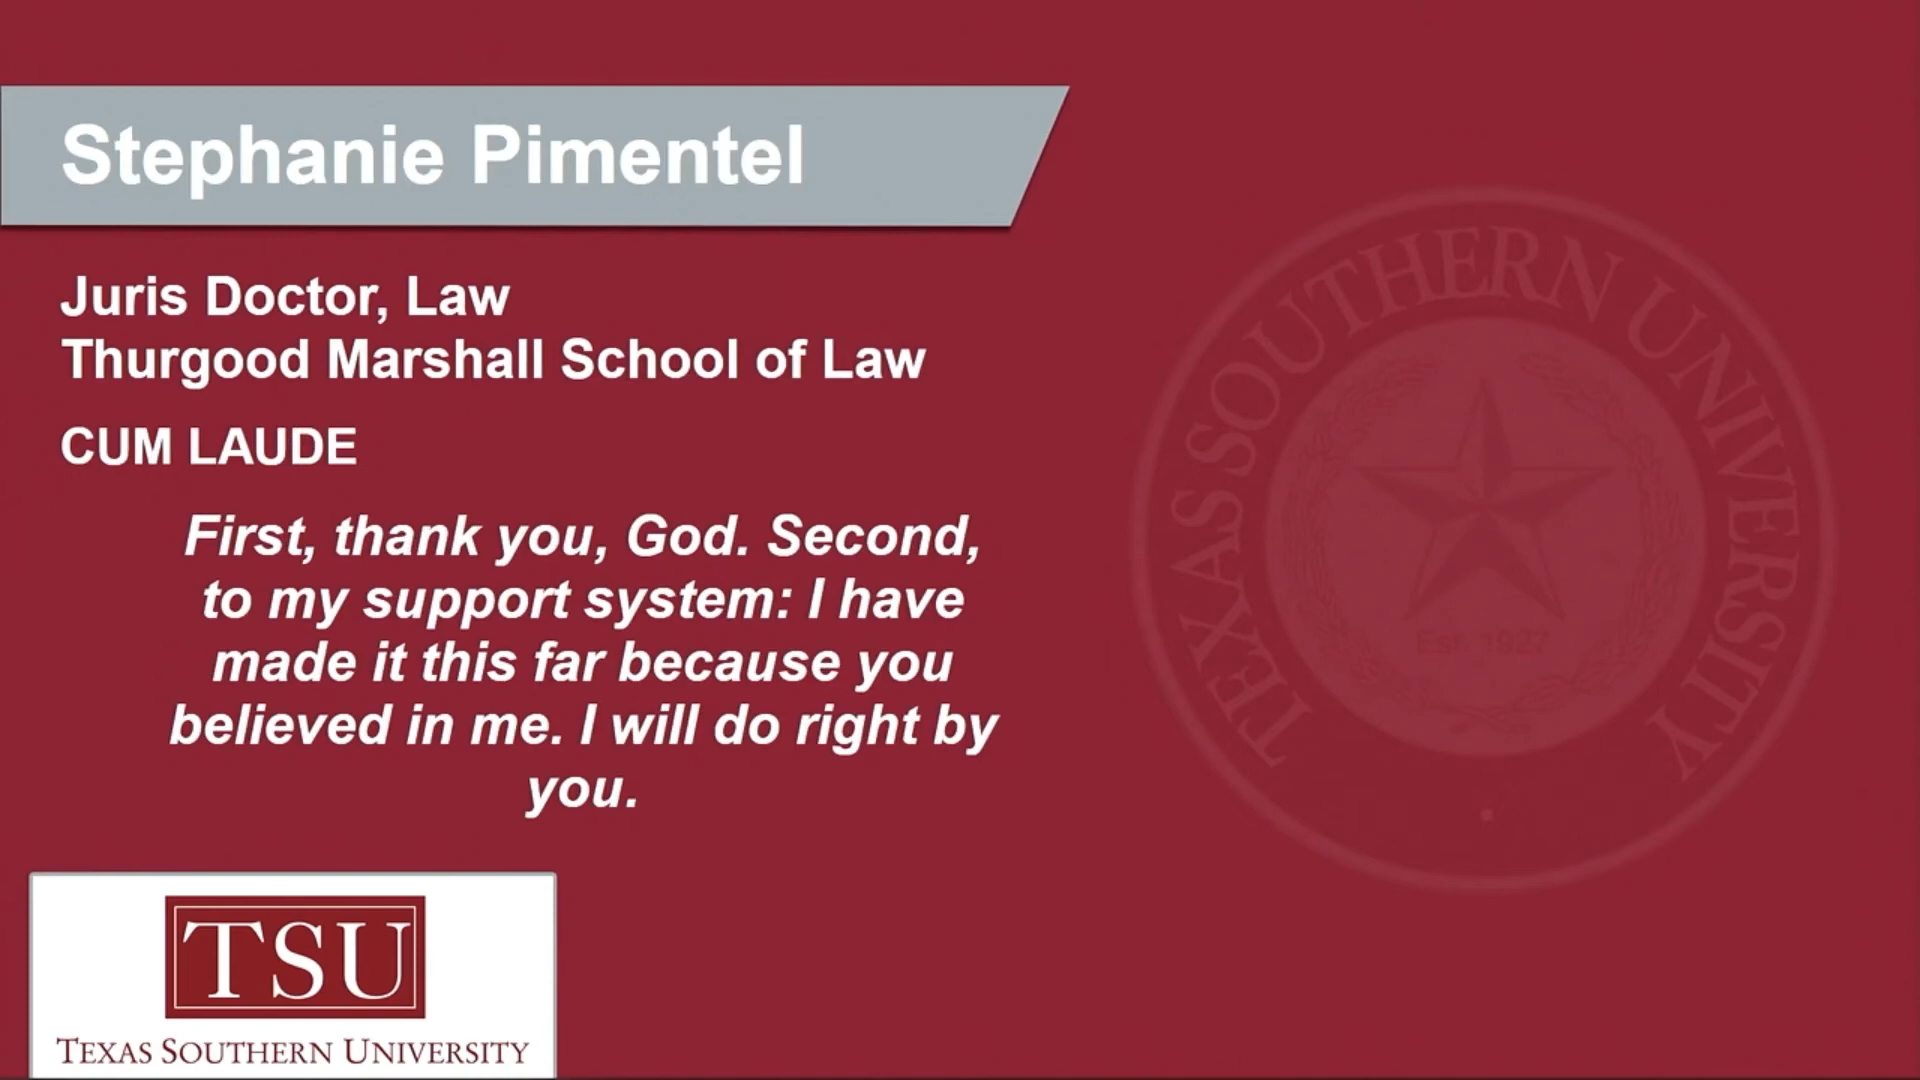 Stephanie Pimentel
Juris Doctor, Law
Thurgood Marshall School of Law
CUM LAUDE
First, thank you, God. Second,
to my support system: I have
made it this far because you
believed in me. I will do right by
you.
TSU
TEXAS SOUTHERN UNIVERSITY
TEXAS SOUTHERN UNIVERSITY
Est. 1927